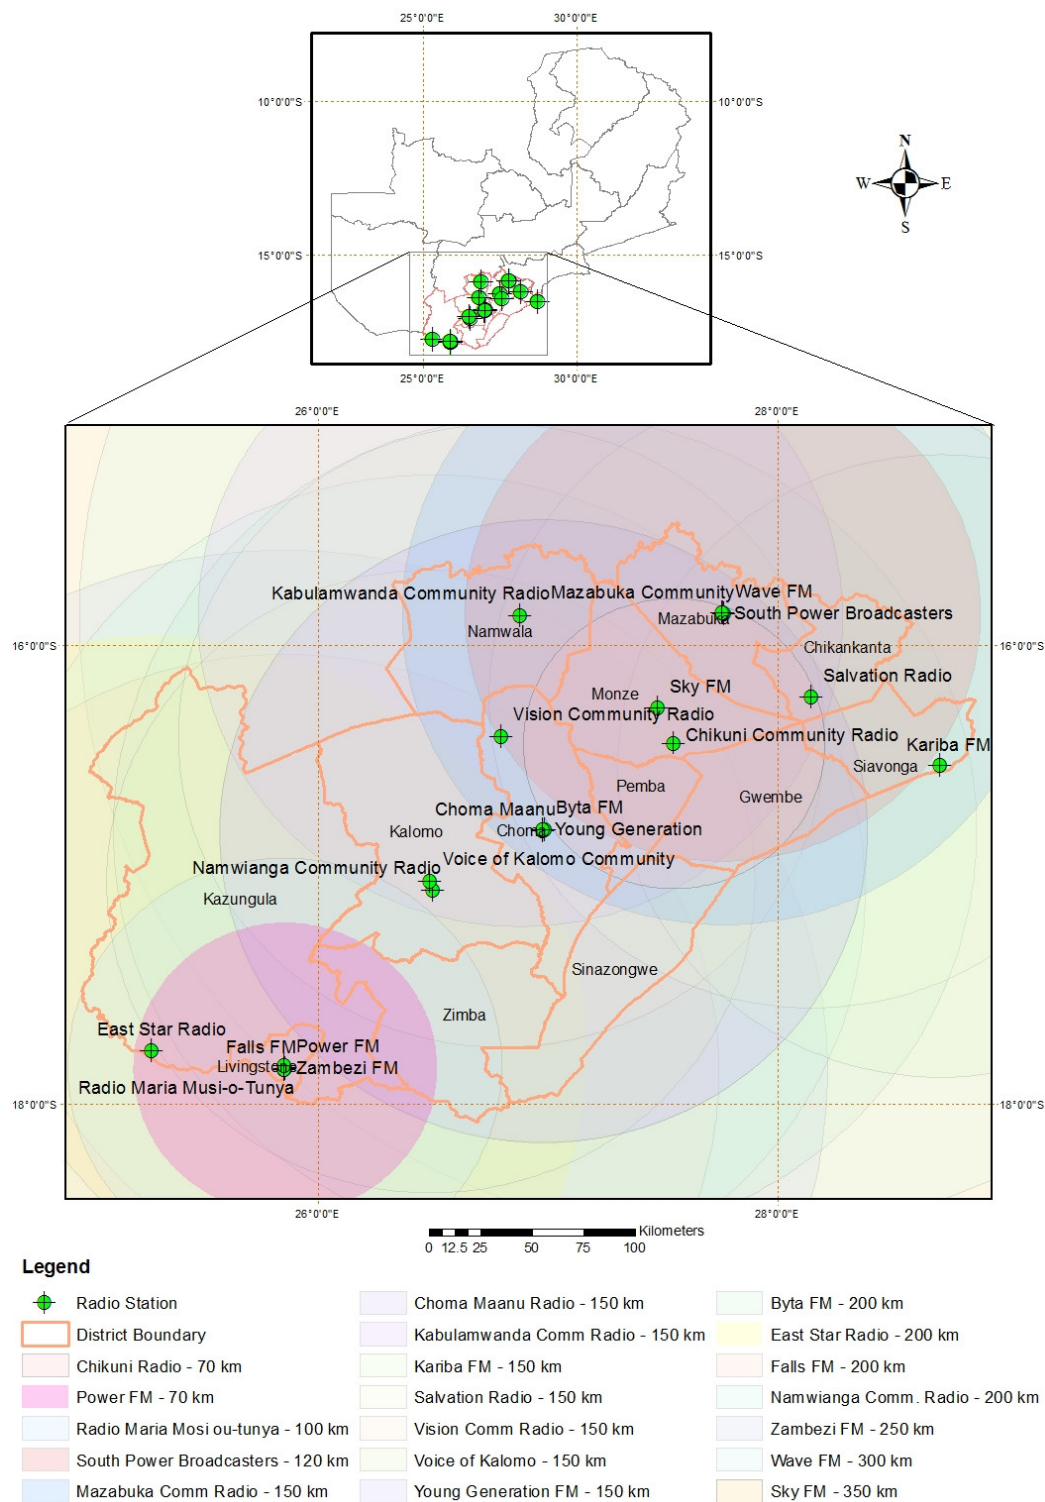 25°0'0"E 30°0'0"E
10°0'0"S 10°0'0"S
N
W E
S
15°0'0"S 15°0'0"S
25°0'0"E 30°0'0"E
26°0'0"E 28°0'0"E
Kabulamwanda Community Radio Mazabuka Community Wave FM
Mazabuka South Power Broadcasters
Namwala
16°0'0"S Chikankanta 16°0'0"S
Salvation Radio
Monze Sky FM
Vision Community Radio
Chikuni Community Radio
Kariba FM
Siavonga
Pemba
Gwembe
Choma Maanu Byta FM
Kalomo Choma Young Generation
Voice of Kalomo Community
Namwianga Community Radio
Kazungula
Sinazongwe
Zimba
East Star Radio
Falls FM Power FM
Livingstone Zambezi FM
Radio Maria Musi-o-Tunya
18°0'0"S 18°0'0"S
26°0'0"E 28°0'0"E
Kilometers
0 12.5 25 50 75 100
Legend
Radio Station
District Boundary
Chikuni Radio - 70 km
Power FM - 70 km
Radio Maria Mosi ou-tunya - 100 km
South Power Broadcasters - 120 km
Mazabuka Comm Radio - 150 km
Choma Maanu Radio - 150 km
Kabulamwanda Comm Radio - 150 km
Kariba FM - 150 km
Salvation Radio - 150 km
Vision Comm Radio - 150 km
Voice of Kalomo - 150 km
Young Generation FM - 150 km
Byta FM - 200 km
East Star Radio - 200 km
Falls FM - 200 km
Namwianga Comm. Radio - 200 km
Zambezi FM - 250 km
Wave FM - 300 km
Sky FM - 350 km